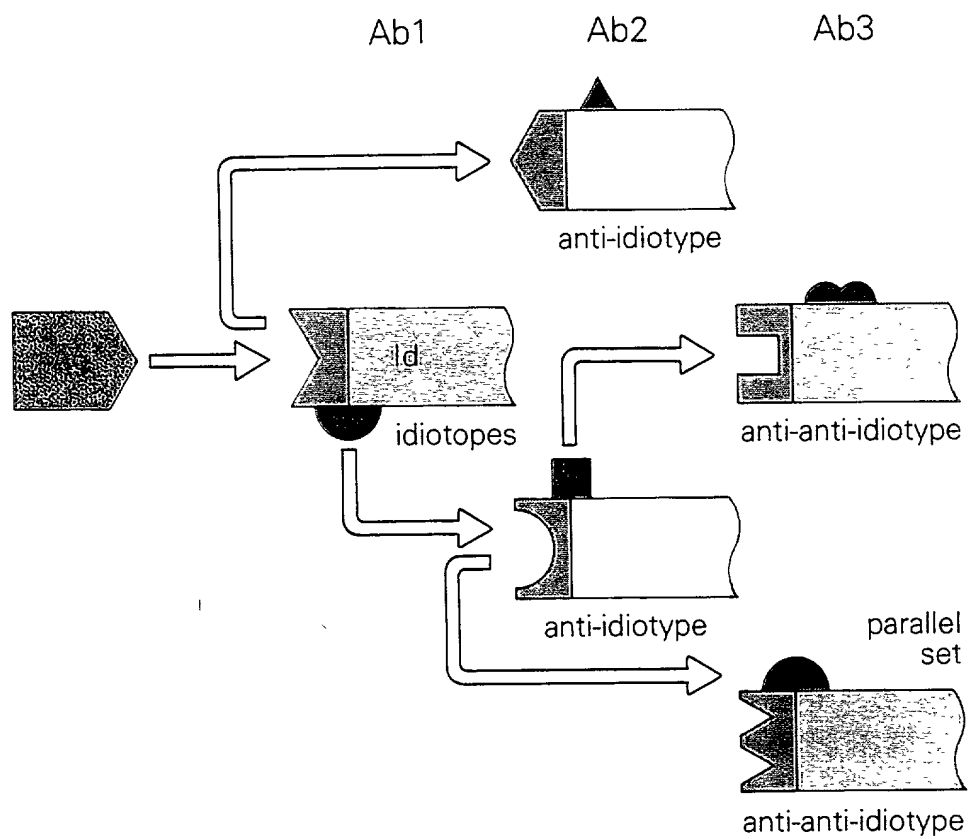 Ab1
Ab2
Ab3
anti-idiotype
Id
idiotopes
anti-anti-idiotype
anti-idiotype
parallel
set
anti-anti-idiotype